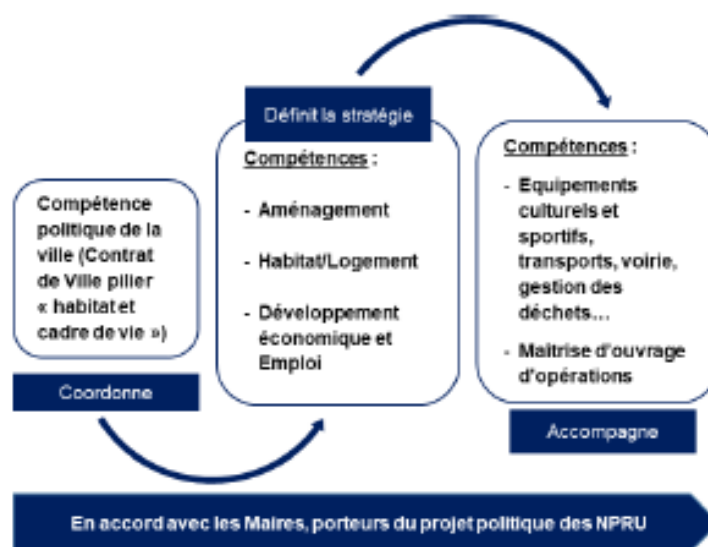 Compétence
politique de la
ville (Contrat
de Ville pilier
« habitat et
cadre de vie »)
Coordonne
Définit la stratégie
Compétences :
- Aménagement
- Habitat/Logement
- Développement
économique et
Emploi
Compétences :
- Equipements
culturels et
sportifs,
transports, voirie,
gestion des
déchets...
- Maîtrise d'ouvrage
d'opérations
Accompagne
En accord avec les Maires, porteurs du projet politique des NPRU